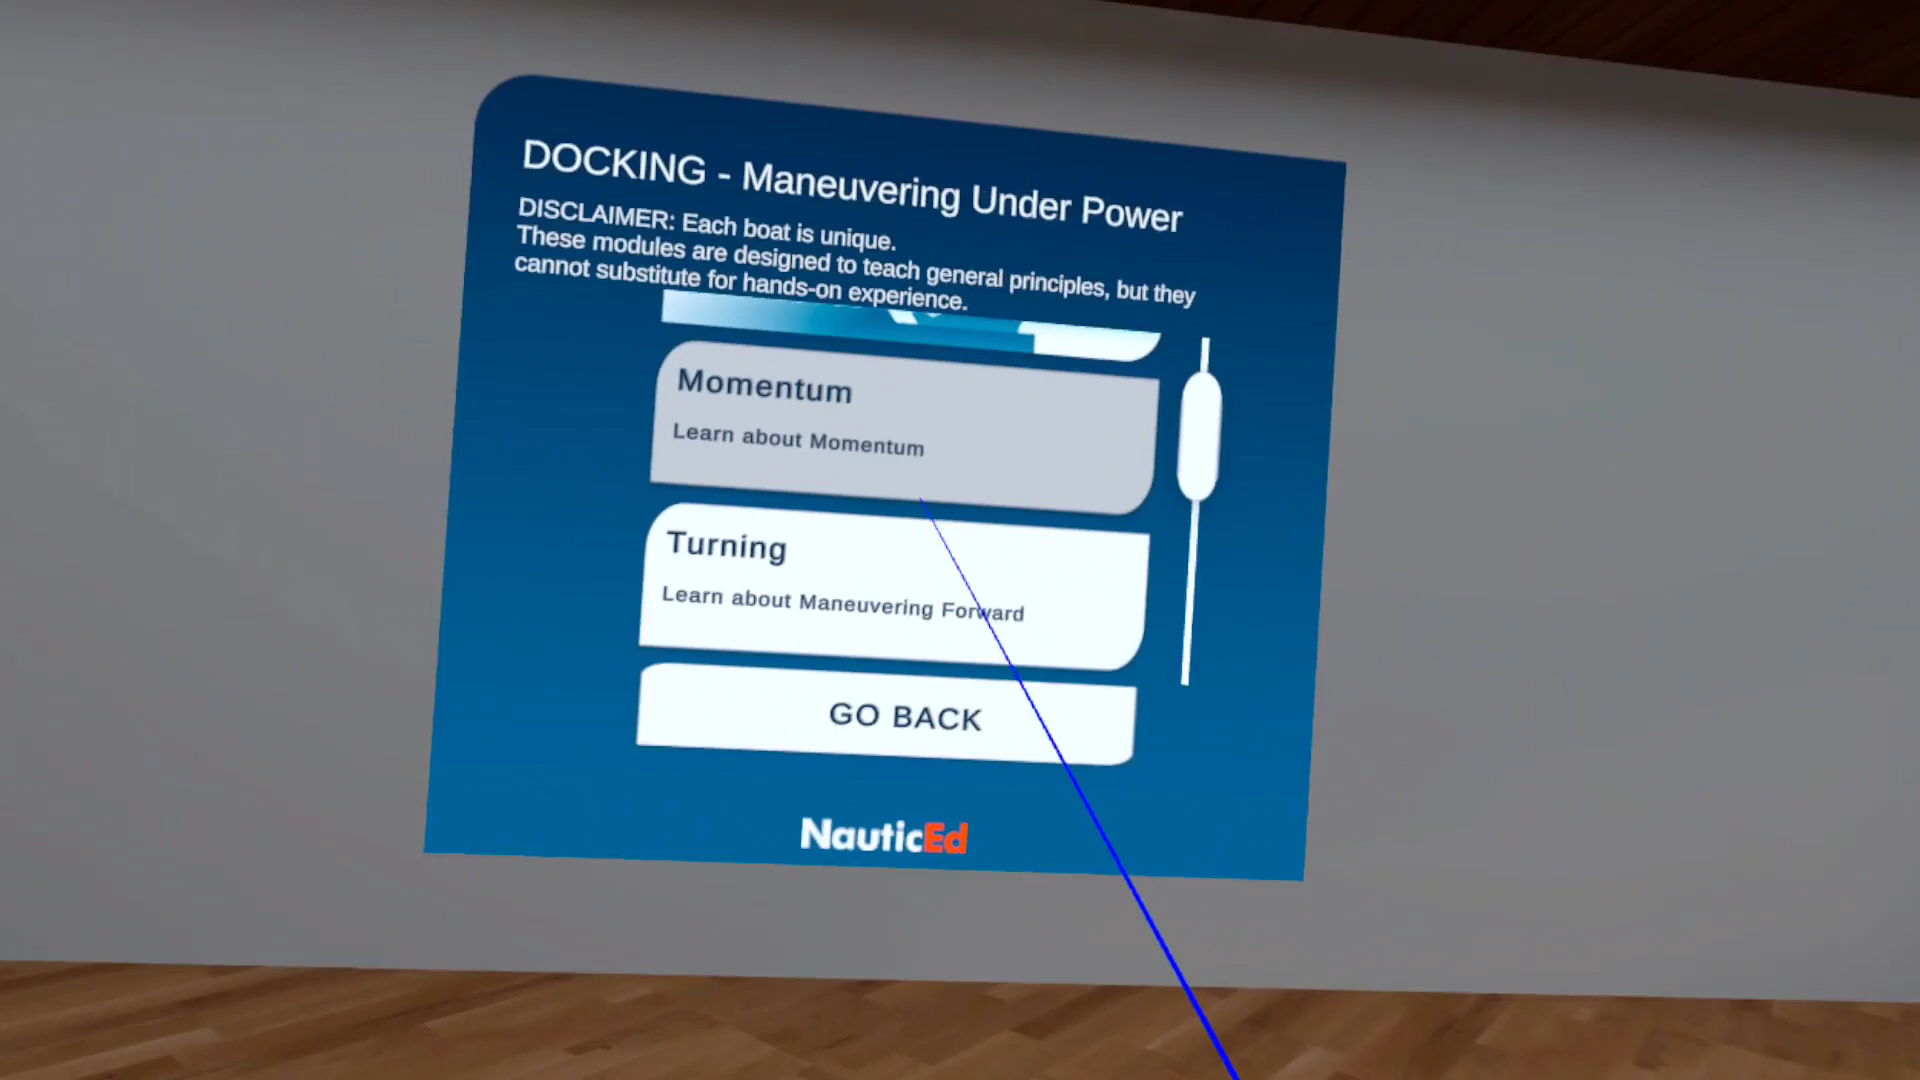 DOCKING - Maneuvering Under Power
DISCLAIMER: Each boat is unique.
These modules are designed to teach general principles, but they
cannot substitute for hands-on experience.
Momentum
Learn about Momentum
Turning
Learn about Maneuvering Forward
GO BACK
NauticEd